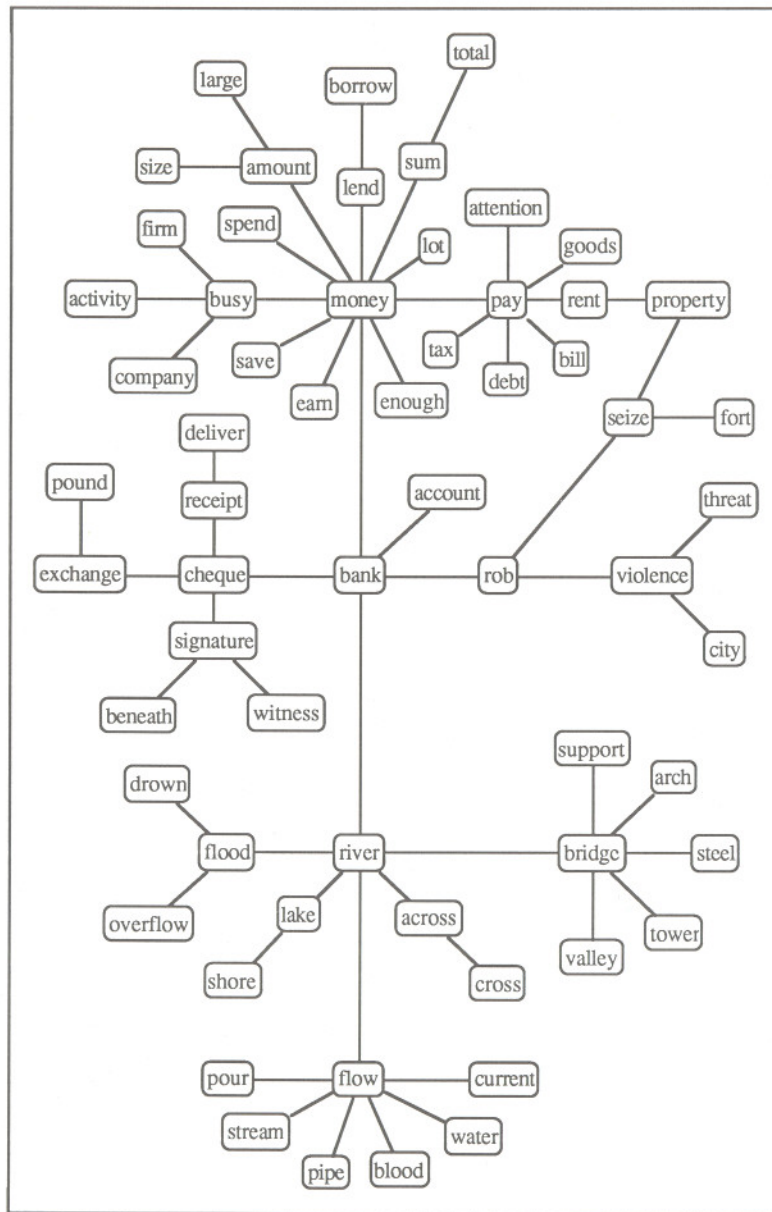 total
large
borrow
size
amount
sum
lend
attention
firm
spend
lot
goods
activity
busy
money
pay
rent
property
save
tax
bill
company
earn
enough
debt
seize
fort
deliver
pound
account
receipt
threat
exchange
cheque
bank
rob
violence
signature
city
beneath
witness
support
drown
arch
flood
river
bridge
steel
lake
across
overflow
tower
valley
shore
cross
pour
flow
current
stream
water
pipe
blood